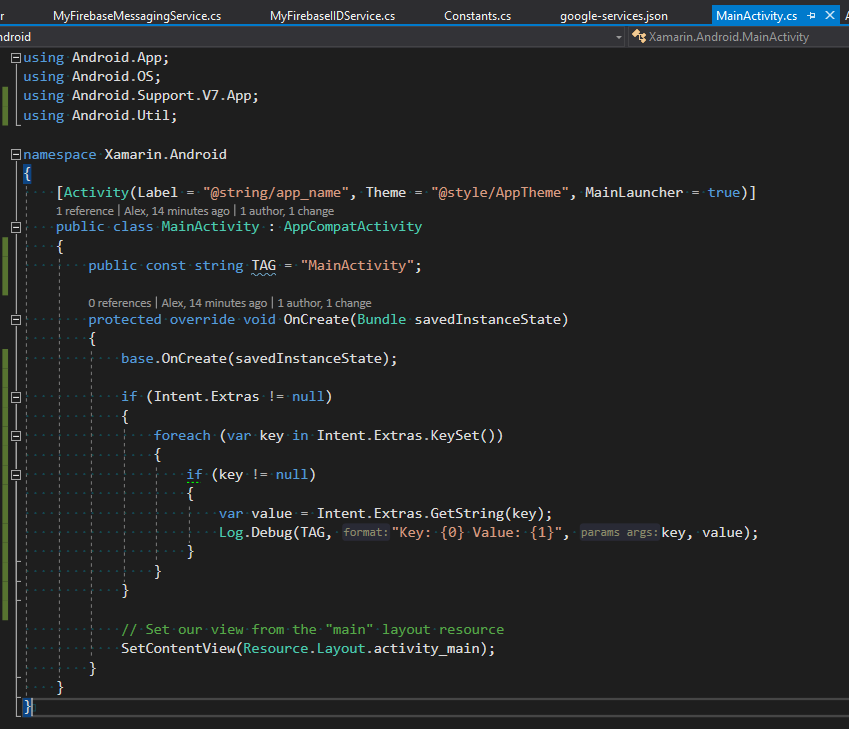 r MyFirebaseMessagingService.cs MyFirebaseIIDService.cs Constants.cs google-services.json MainActivity.cs
ndroid Xamarin.Android.MainActivity
using Android.App;
using Android.OS;
using Android.Support.V7.App;
using Android.Util;
namespace Xamarin.Android
{
[Activity(Label = "@string/app_name", Theme = "@style/AppTheme", MainLauncher = true)]
1 reference | Alex, 14 minutes ago | 1 author, 1 change
public class MainActivity : AppCompatActivity
{
public const string TAG = "MainActivity";
0 references | Alex, 14 minutes ago | 1 author, 1 change
protected override void OnCreate(Bundle savedInstanceState)
{
base.OnCreate(savedInstanceState);
if (Intent.Extras != null)
{
foreach (var key in Intent.Extras.KeySet())
{
if (key != null)
{
var value = Intent.Extras.GetString(key);
Log.Debug(TAG, format: "Key: {0} Value: {1}", params args: key, value);
}
}
}
// Set our view from the "main" layout resource
SetContentView(Resource.Layout.activity_main);
}
}
}